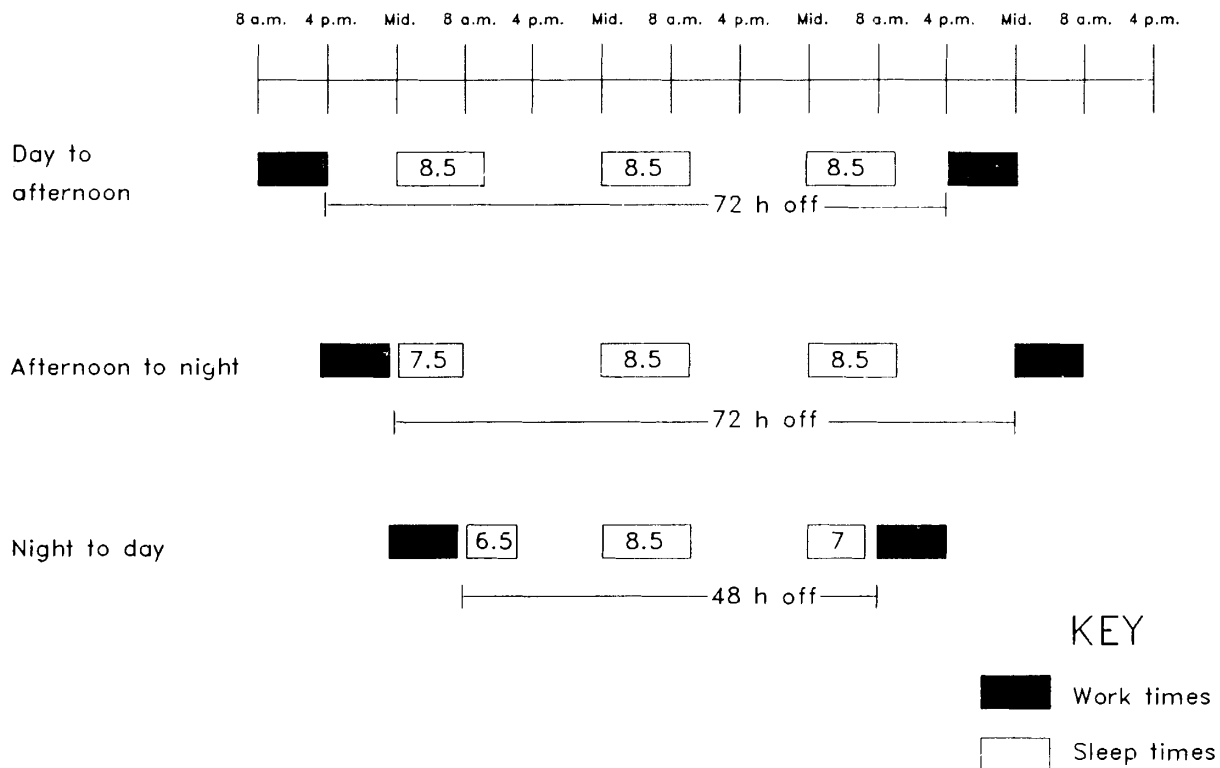 8 a.m. 4 p.m. Mid. 8 a.m. 4 p.m. Mid. 8 a.m. 4 p.m. Mid. 8 a.m. 4 p.m. Mid. 8 a.m. 4 p.m.
Day to
afternoon
8.5 8.5 8.5
72 h off
Afternoon to night
7.5 8.5 8.5
72 h off
Night to day
6.5 8.5 7
48 h off
KEY
Work times
Sleep times